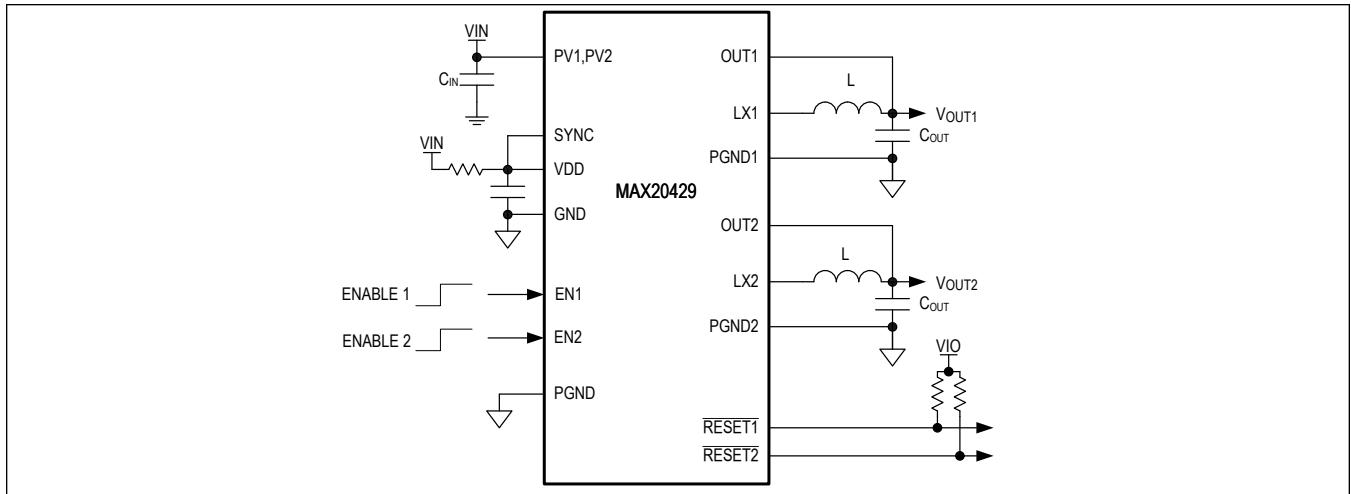 VIN
PV1,PV2
CIN
SYNC
VIN
VDD
GND
ENABLE 1
EN1
ENABLE 2
EN2
PGND
MAX20429
OUT1
L
LX1
VOUT1
COUT
PGND1
OUT2
L
LX2
VOUT2
COUT
PGND2
VIO
RESET1
RESET2